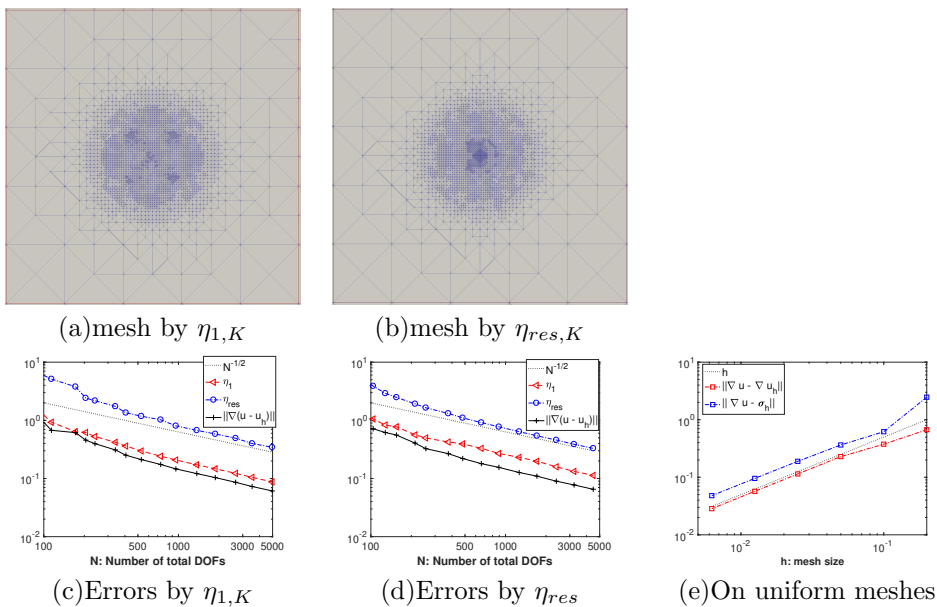 (a)mesh by η1,K
(b)mesh by ηres,K
10^1
10^0
10^-1
10^-2
100
300
1000
3000
5000
N: Number of total DOFs
N^-1/2
η1
ηres
||∇(u - uh)||
(c)Errors by η1,K
10^1
10^0
10^-1
10^-2
100
300
1000
3000
5000
N: Number of total DOFs
N^-1/2
η1
ηres
||∇(u - uh)||
(d)Errors by ηres
10^1
10^0
10^-1
10^-2
10^-2
10^-1
h: mesh size
h
||∇ u - ∇ uh||
|| ∇ u - σh||
(e)On uniform meshes